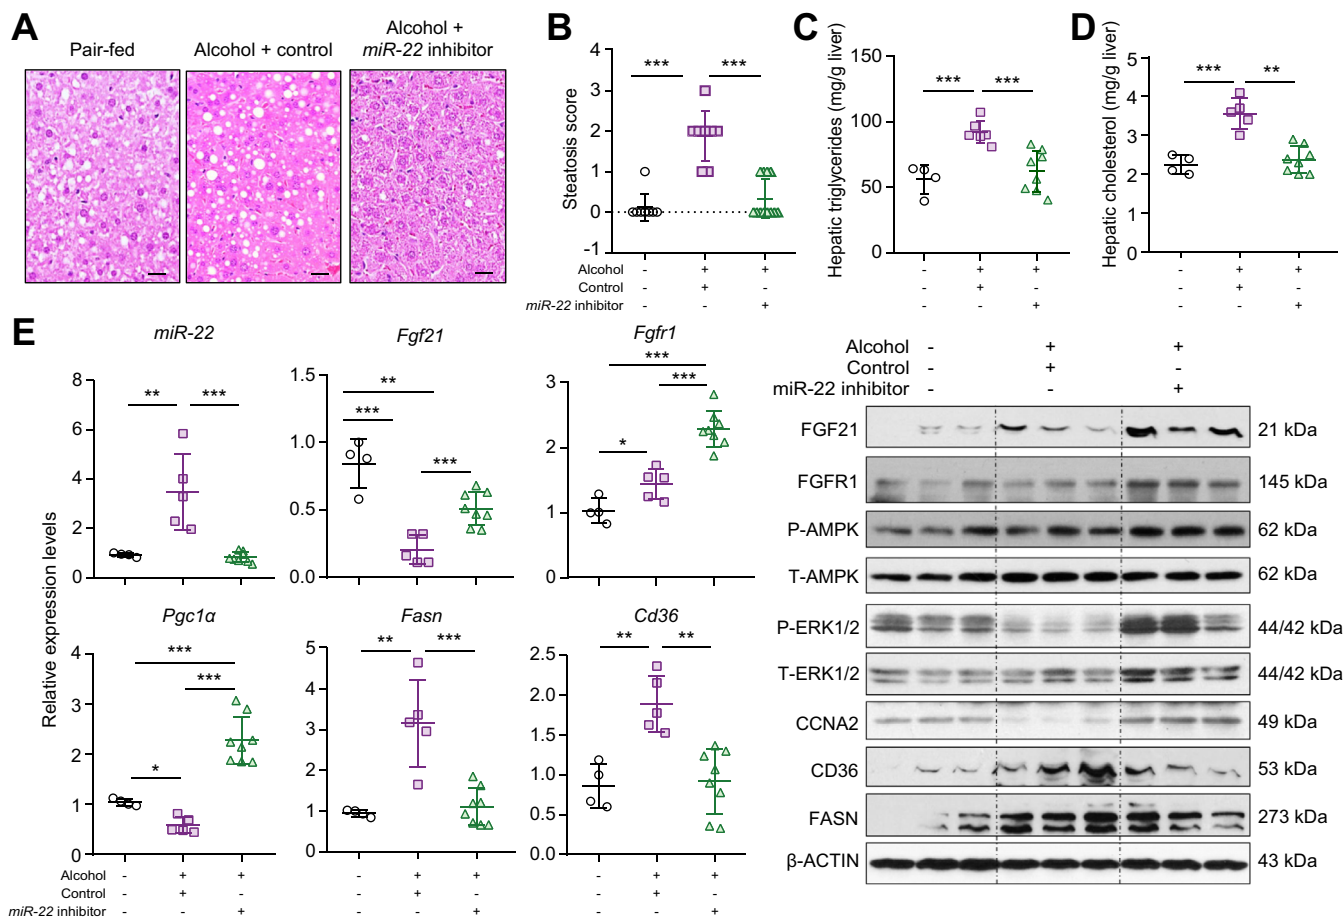 A
Pair-fed
Alcohol + control
Alcohol +
miR-22 inhibitor
B
Steatosis score
4
3
2
1
0
-1
***
***
Alcohol - + +
Control - + -
miR-22 inhibitor - - +
C
Hepatic triglycerides (mg/g liver)
150
100
50
0
***
***
- + +
- + -
- - +
D
Hepatic cholesterol (mg/g liver)
5
4
3
2
1
0
***
**
- + +
- + -
- - +
E
Relative expression levels
miR-22
8
6
4
2
0
**
***
Fgf21
1.5
1.0
0.5
0.0
**
***
***
Fgfr1
3
2
1
0
***
***
*
Pgc1α
4
3
2
1
0
***
***
*
Alcohol - + +
Control - + -
miR-22 inhibitor - - +
Fasn
5
4
3
2
1
0
**
***
- + +
- + -
- - +
Cd36
2.5
2.0
1.5
1.0
0.5
0.0
**
**
- + +
- + -
- - +
Alcohol - + +
Control - + -
miR-22 inhibitor - - +
FGF21 21 kDa
FGFR1 145 kDa
P-AMPK 62 kDa
T-AMPK 62 kDa
P-ERK1/2 44/42 kDa
T-ERK1/2 44/42 kDa
CCNA2 49 kDa
CD36 53 kDa
FASN 273 kDa
β-ACTIN 43 kDa